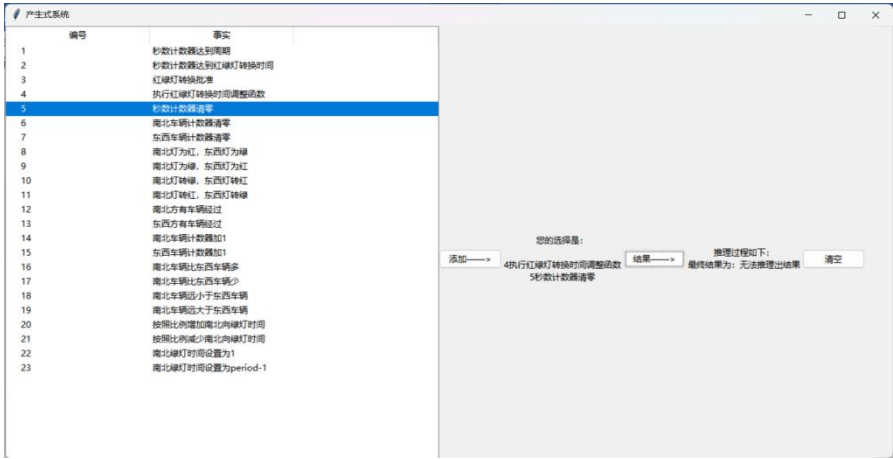 产生式系统
编号 事实
1 秒数计数器达到周期
2 秒数计数器达到红绿灯转换时间
3 红绿灯转换批准
4 执行红绿灯转换时间调整函数
5 秒数计数器清零
6 南北车辆计数器清零
7 东西车辆计数器清零
8 南北灯为红，东西灯为绿
9 南北灯为绿，东西灯为红
10 南北灯转绿，东西灯转红
11 南北灯转红，东西灯转绿
12 南北方有车辆经过
13 东西方有车辆经过
14 南北车辆计数器加1
15 东西车辆计数器加1
16 南北车辆比东西车辆多
17 南北车辆比东西车辆少
18 南北车辆远小于东西车辆
19 南北车辆远大于东西车辆
20 按照比例增加南北向绿灯时间
21 按照比例减少南北向绿灯时间
22 南北绿灯时间设置为1
23 南北绿灯时间设置为period-1
添加——>
您的选择是：
4执行红绿灯转换时间调整函数
5秒数计数器清零
结果——>
推理过程如下：
最终结果为：无法推理出结果
清空